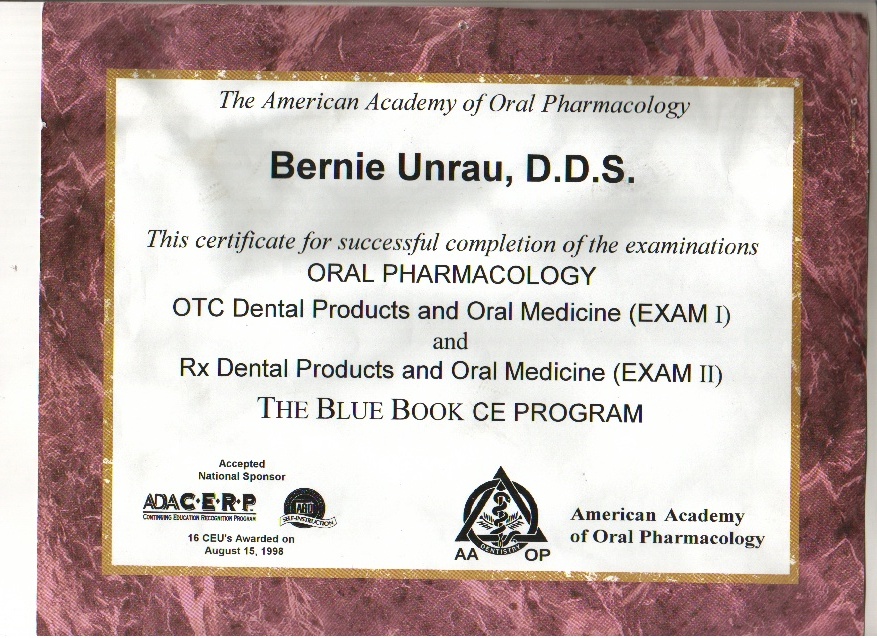 The American Academy of Oral Pharmacology
Bernie Unrau, D.D.S.
This certificate for successful completion of the examinations
ORAL PHARMACOLOGY
OTC Dental Products and Oral Medicine (EXAM I)
and
Rx Dental Products and Oral Medicine (EXAM II)
THE BLUE BOOK CE PROGRAM
Accepted
National Sponsor
ADA C·E·R·P
CONTINUING EDUCATION RECOGNITION PROGRAM
SELF-INSTRUCTION
16 CEU's Awarded on
August 15, 1998
DENTISTRY
AA OP
American Academy
of Oral Pharmacology